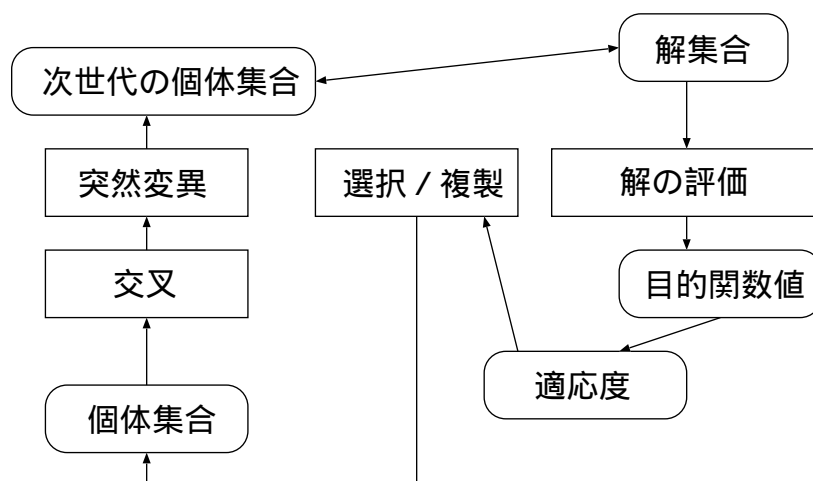 解集合
次世代の個体集合
突然変異
選択 / 複製
解の評価
交叉
目的関数値
適応度
個体集合